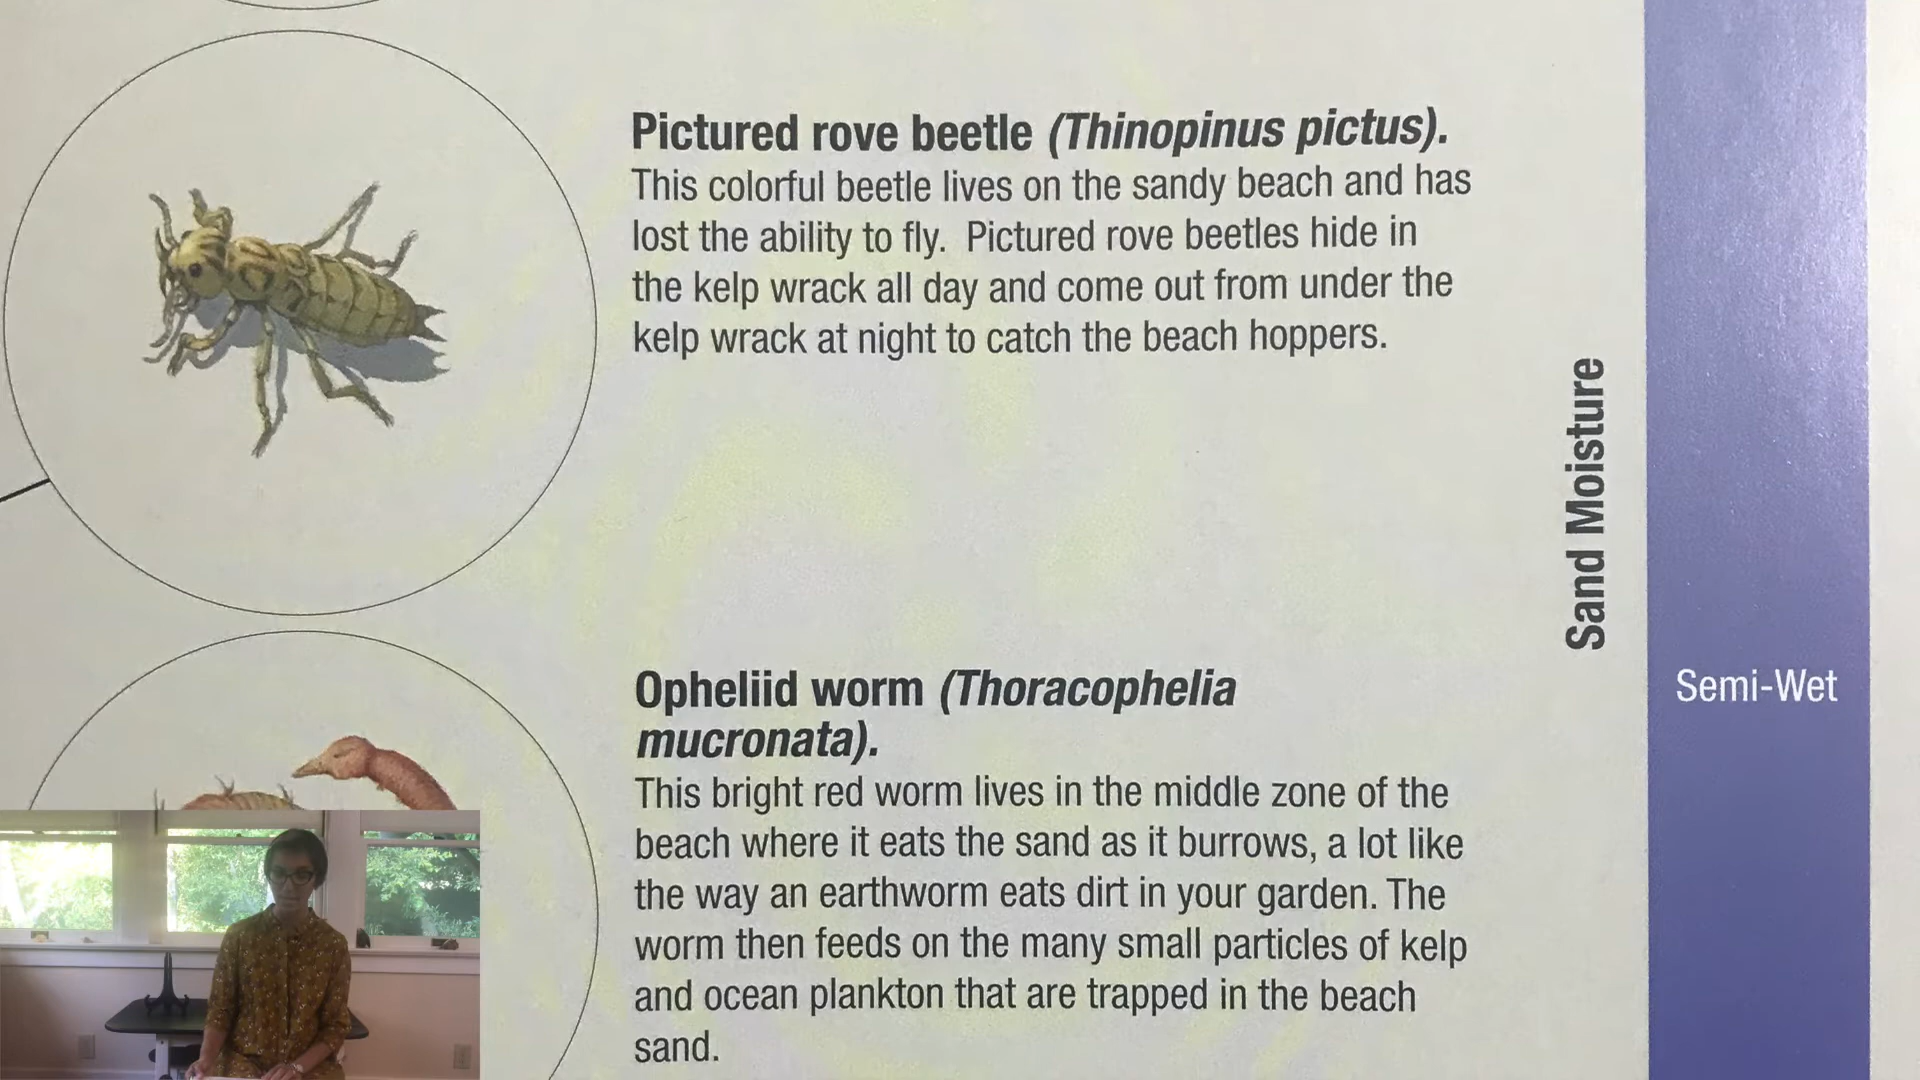 Pictured rove beetle (Thinopinus pictus).
This colorful beetle lives on the sandy beach and has
lost the ability to fly. Pictured rove beetles hide in
the kelp wrack all day and come out from under the
kelp wrack at night to catch the beach hoppers.
Sand Moisture
Semi-Wet
Opheliid worm (Thoracophelia
mucronata).
This bright red worm lives in the middle zone of the
beach where it eats the sand as it burrows, a lot like
the way an earthworm eats dirt in your garden. The
worm then feeds on the many small particles of kelp
and ocean plankton that are trapped in the beach
sand.